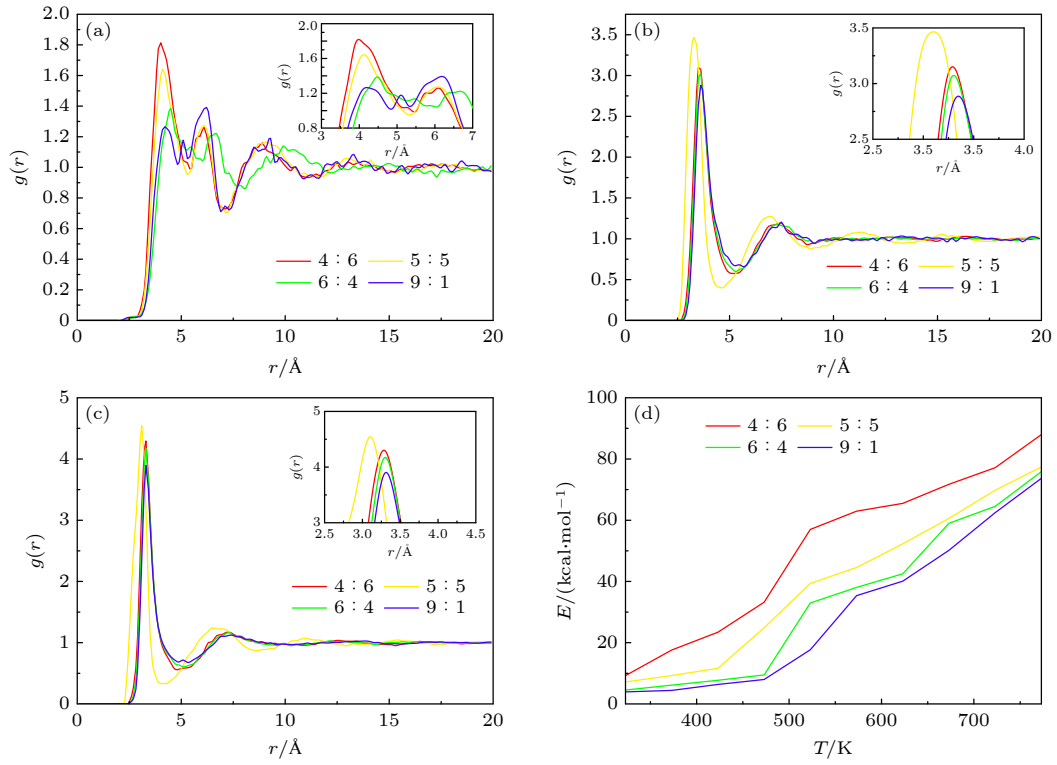 (a)
g(r)
2.0
1.8
1.6
1.4
1.2
1.0
0.8
0.6
0.4
0.2
0
0 5 10 15 20
r/Å
g(r)
2.0
1.6
1.2
0.8
3 4 5 6 7
r/Å
4:6 5:5
6:4 9:1
(b)
g(r)
3.5
3.0
2.5
2.0
1.5
1.0
0.5
0
0 5 10 15 20
r/Å
g(r)
3.5
3.0
2.5
2.5 3.5 3.5 4.0
r/Å
4:6 5:5
6:4 9:1
(c)
g(r)
5
4
3
2
1
0
0 5 10 15 20
r/Å
g(r)
5
4
3
2.5 3.0 3.5 4.0 4.5
r/Å
4:6 5:5
6:4 9:1
(d)
E/(kcal·mol⁻¹)
100
80
60
40
20
0
400 500 600 700
T/K
4:6 5:5
6:4 9:1